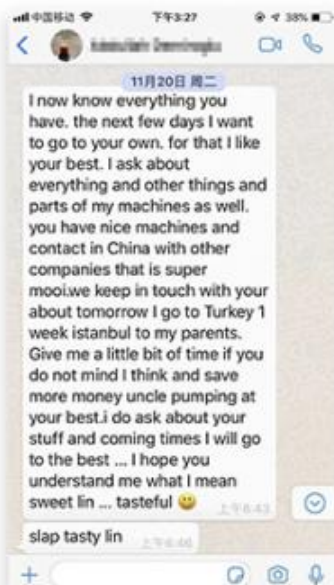 中国移动 下午3:27 38%
11月20日 周二
I now know everything you
have. the next few days I want
to go to your own. for that I like
your best. I ask about
everything and other things and
parts of my machines as well.
you have nice machines and
contact in China with other
companies that is super
mooi.we keep in touch with your
about tomorrow I go to Turkey 1
week istanbul to my parents.
Give me a little bit of time if you
do not mind I think and save
more money uncle pumping at
your best.i do ask about your
stuff and coming times I will go
to the best ... I hope you
understand me what I mean
sweet lin ... tasteful 😀
上午6:43
slap tasty lin
上午6:46